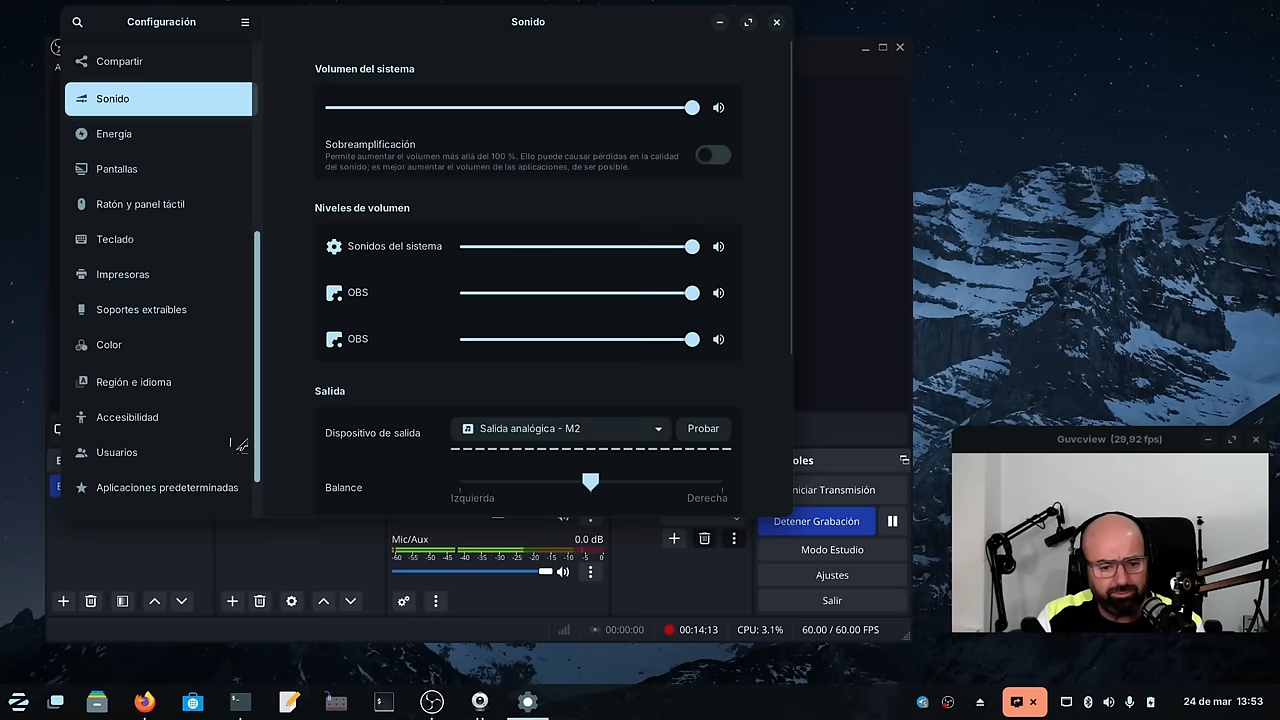 Configuración
Sonido
Compartir
Sonido
Energía
Pantallas
Ratón y panel táctil
Teclado
Impresoras
Soportes extraíbles
Color
Región e idioma
Accesibilidad
Usuarios
Aplicaciones predeterminadas
Volumen del sistema
Sobreamplificación
Permite aumentar el volumen más allá del 100 %. Ello puede causar pérdidas en la calidad
del sonido; es mejor aumentar el volumen de las aplicaciones, de ser posible.
Niveles de volumen
Sonidos del sistema
OBS
OBS
Salida
Dispositivo de salida
Salida analógica - M2
Probar
Balance
Izquierda
Derecha
Mic/Aux
0.0 dB
-60 -55 -50 -45 -40 -35 -30 -25 -20 -15 -10 -5 0
oles
niciar Transmisión
Detener Grabación
Modo Estudio
Ajustes
Salir
00:00:00
00:14:13
CPU: 3.1%
60.00 / 60.00 FPS
Guvcview (29,92 fps)
24 de mar 13:53